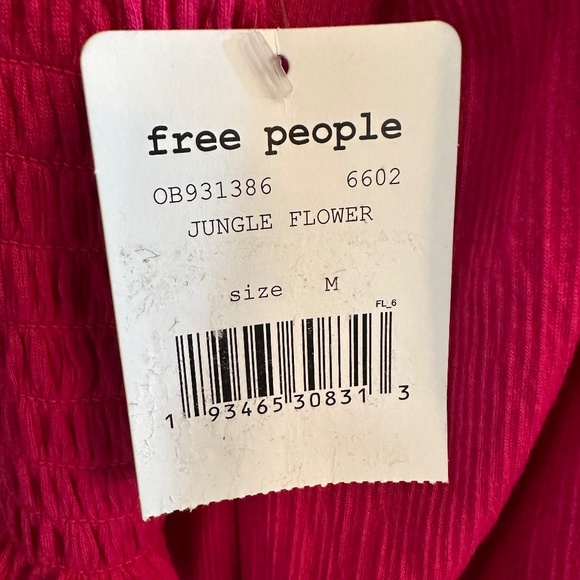 free people
OB931386 6602
JUNGLE FLOWER
size M
FL_6
1 93465 30831 3